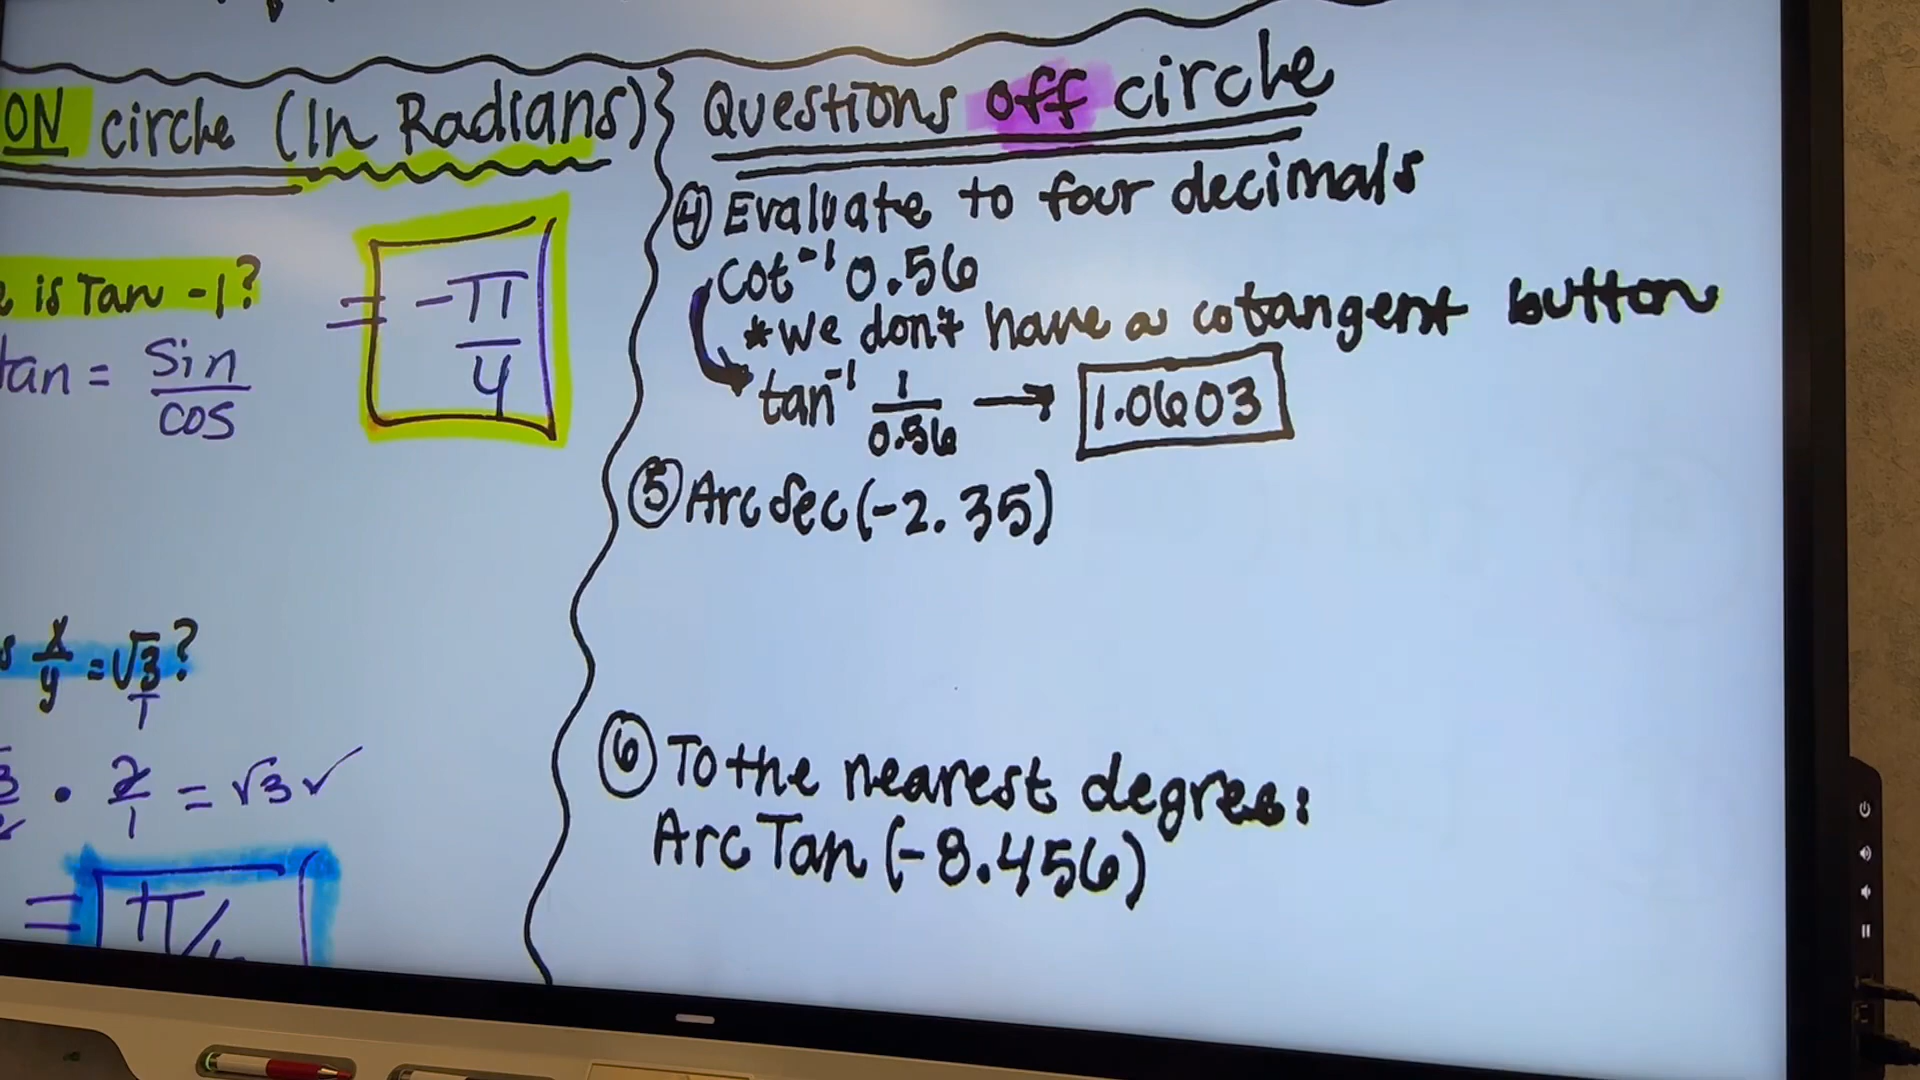 ON circle (In Radians)
is Tan -1?
tan = sin/cos
= -π/4
x/y = √3/1?
· 2/1 = √3 ✓
= π/
Questions off circle
④ Evaluate to four decimals
cot⁻¹ 0.56
*we don't have a cotangent button
tan⁻¹ 1/0.56 → 1.0603
⑤ Arcsec(-2.35)
⑥ To the nearest degree:
ArcTan(-8.456)